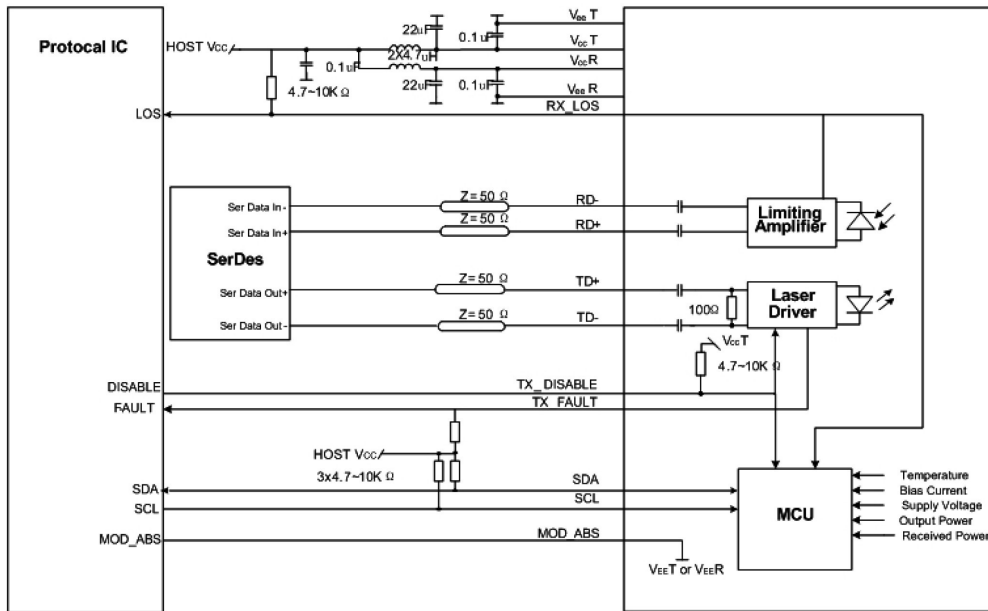 Protocal IC
HOST Vcc
22uF
0.1uF
Vee T
Vcc T
2X4.7uH
0.1uF
Vcc R
22uF
0.1uF
4.7~10K Ω
Vee R
LOS
RX_LOS
Ser Data In-
Z= 50 Ω
RD-
Ser Data In+
Z= 50 Ω
RD+
Limiting
Amplifier
SerDes
Ser Data Out+
Z= 50 Ω
TD+
Laser
Driver
100Ω
Ser Data Out-
Z= 50 Ω
TD-
Vcc T
4.7~10K Ω
DISABLE
TX_DISABLE
FAULT
TX_FAULT
HOST Vcc
3x4.7~10K Ω
SDA
SDA
SCL
SCL
MCU
Temperature
Bias Current
Supply Voltage
Output Power
Received Power
MOD_ABS
MOD_ABS
VEET or VEER